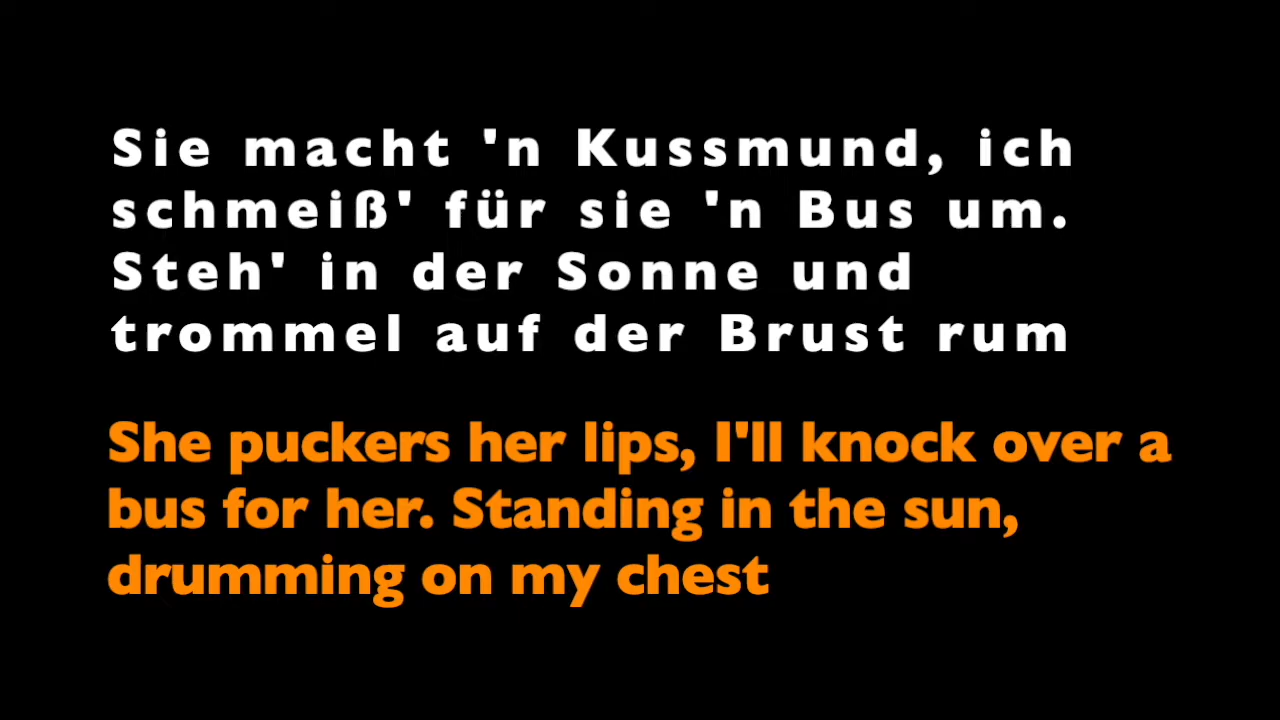 Sie macht 'n Kussmund, ich
schmeiß' für sie 'n Bus um.
Steh' in der Sonne und
trommel auf der Brust rum
She puckers her lips, I'll knock over a
bus for her. Standing in the sun,
drumming on my chest